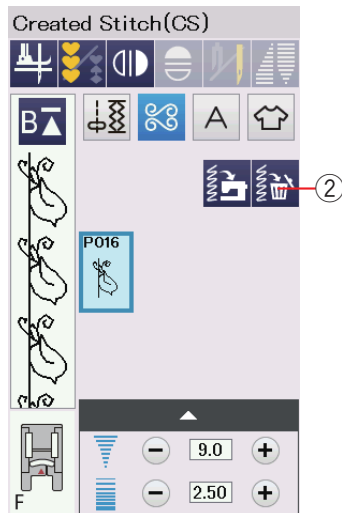 Created Stitch(CS)
B
A
②
P016
9.0
2.50
F